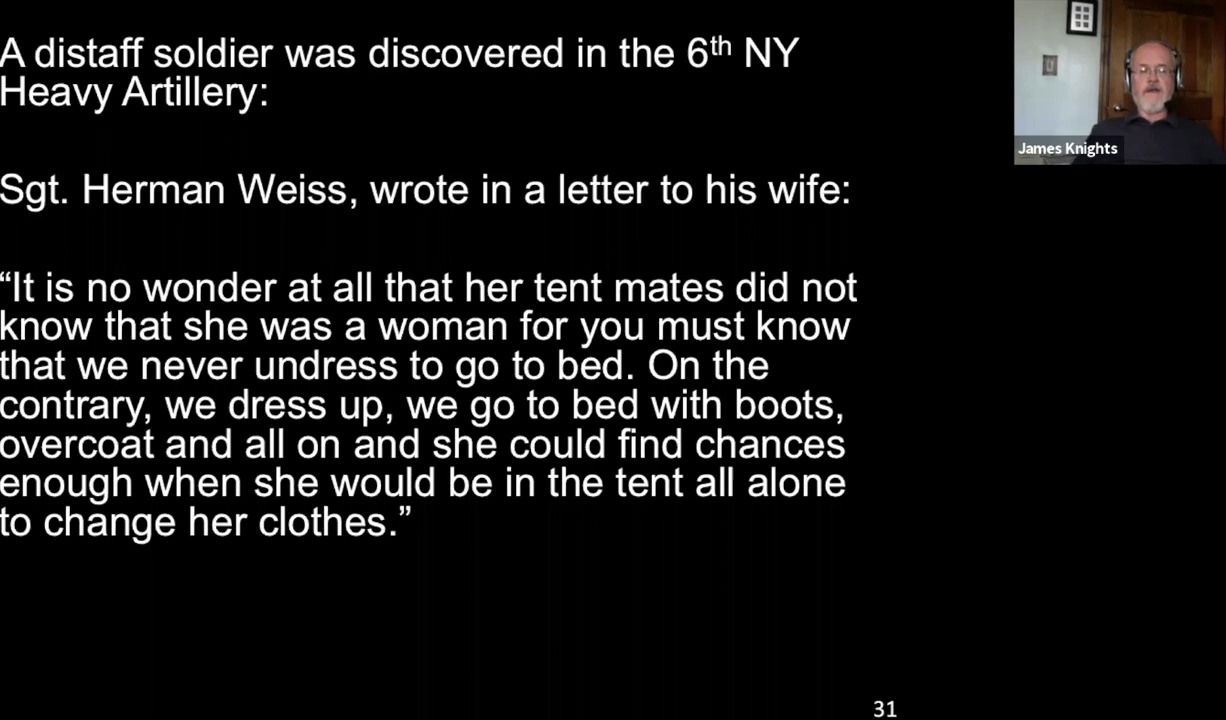 A distaff soldier was discovered in the 6th NY
Heavy Artillery:
Sgt. Herman Weiss, wrote in a letter to his wife:
“It is no wonder at all that her tent mates did not
know that she was a woman for you must know
that we never undress to go to bed. On the
contrary, we dress up, we go to bed with boots,
overcoat and all on and she could find chances
enough when she would be in the tent all alone
to change her clothes.”
James Knights
31